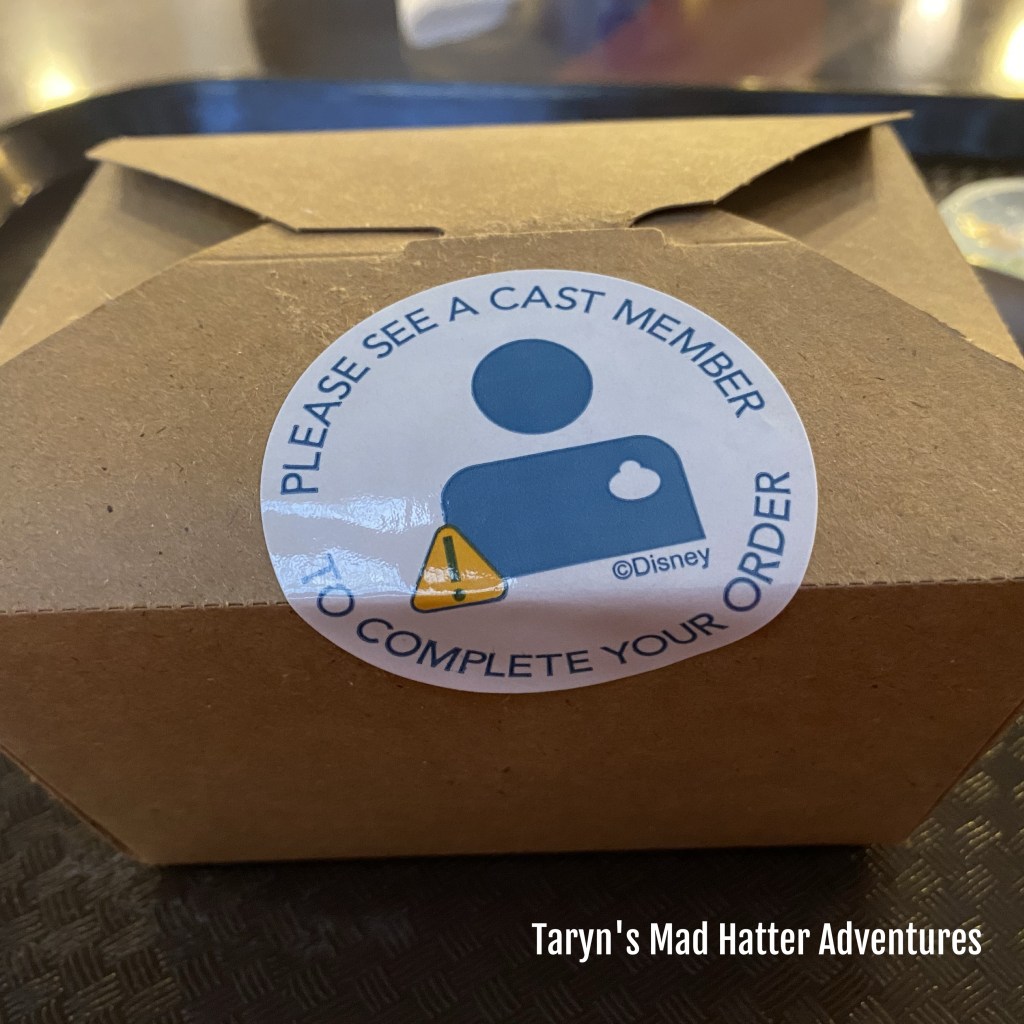 PLEASE SEE A CAST MEMBER
©Disney
TO COMPLETE YOUR ORDER
Taryn's Mad Hatter Adventures